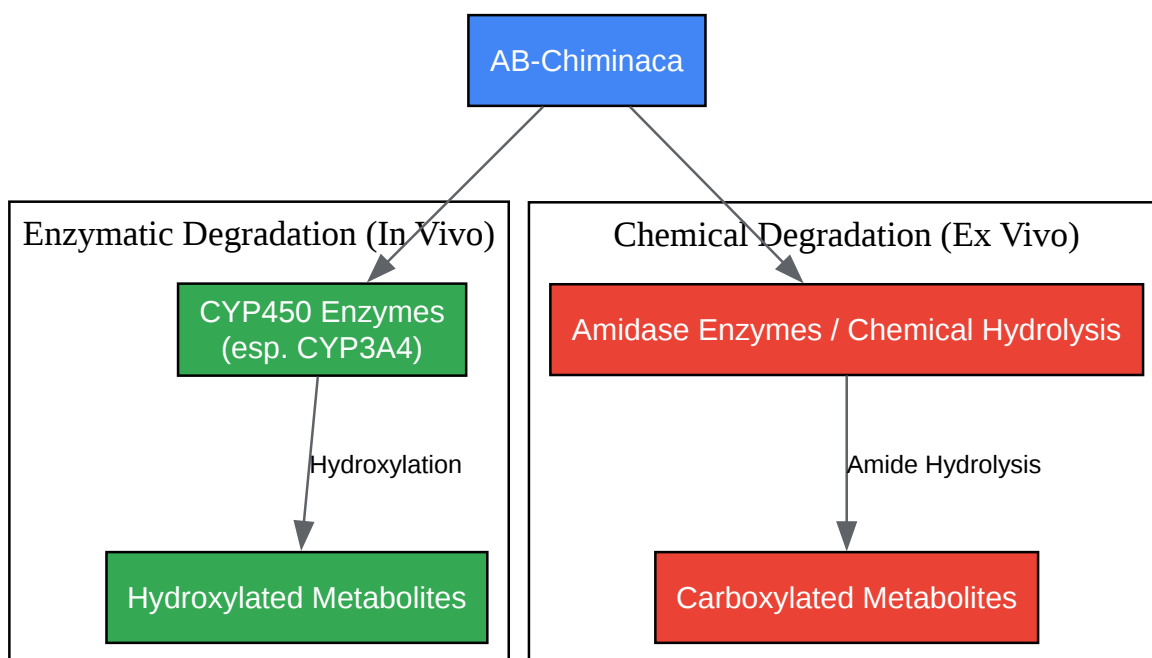 AB-Chiminaca
Enzymatic Degradation (In Vivo)
CYP450 Enzymes
(esp. CYP3A4)
Hydroxylation
Hydroxylated Metabolites
Chemical Degradation (Ex Vivo)
Amidase Enzymes / Chemical Hydrolysis
Amide Hydrolysis
Carboxylated Metabolites